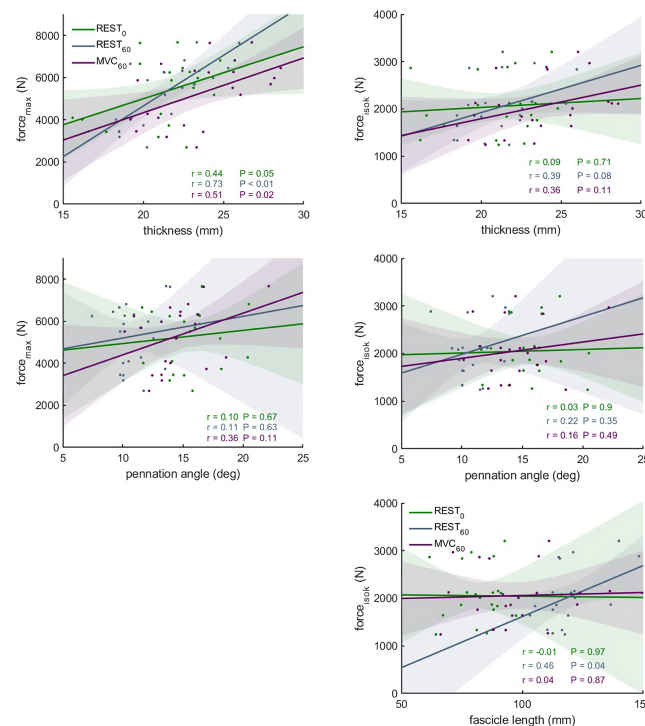 REST0
REST60
MVC60
8000
6000
4000
2000
0
force_max (N)
r = 0.44 P = 0.05
r = 0.73 P < 0.01
r = 0.51 P = 0.02
15 20 25 30
thickness (mm)
4000
3000
2000
1000
0
force_isok (N)
r = 0.09 P = 0.71
r = 0.39 P = 0.08
r = 0.36 P = 0.11
15 20 25 30
thickness (mm)
8000
6000
4000
2000
0
force_max (N)
r = 0.10 P = 0.67
r = 0.11 P = 0.63
r = 0.36 P = 0.11
5 10 15 20 25
pennation angle (deg)
4000
3000
2000
1000
0
force_isok (N)
r = 0.03 P = 0.9
r = 0.22 P = 0.35
r = 0.16 P = 0.49
5 10 15 20 25
pennation angle (deg)
REST0
REST60
MVC60
4000
3000
2000
1000
0
force_isok (N)
r = -0.01 P = 0.97
r = 0.46 P = 0.04
r = 0.04 P = 0.87
50 100 150
fascicle length (mm)